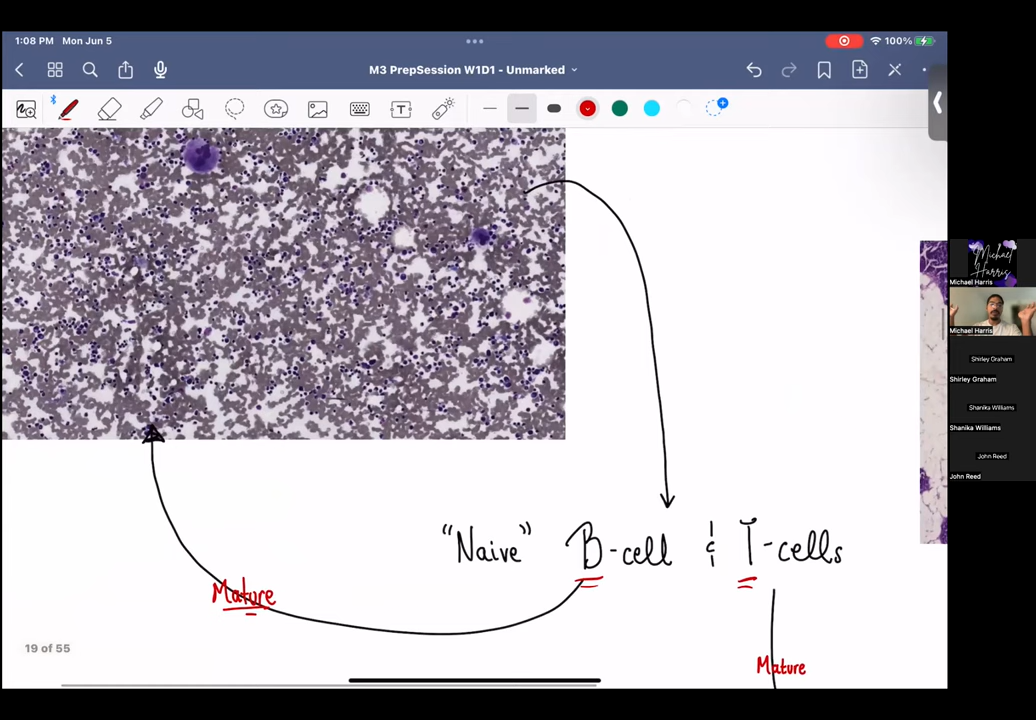 1:08 PM Mon Jun 5
100%
M3 PrepSession W1D1 - Unmarked
T
"Naive" B-cell & T-cells
Mature
Mature
19 of 55
Michael
Harris
Michael Harris
Michael Harris
Shirley Graham
Shirley Graham
Shanika Williams
Shanika Williams
John Reed
John Reed